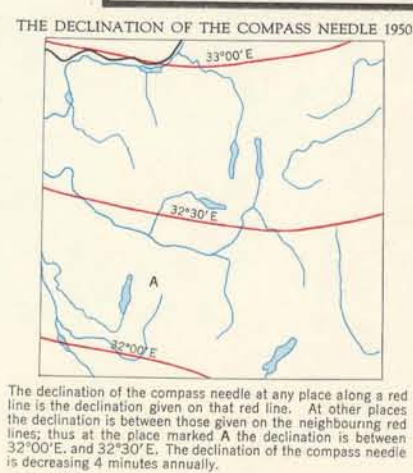 THE DECLINATION OF THE COMPASS NEEDLE 1950
33°00'E
32°30'E
A
32°00'E
The declination of the compass needle at any place along a red
line is the declination given on that red line. At other places
the declination is between those given on the neighbouring red
lines; thus at the place marked A the declination is between
32°00'E. and 32°30'E. The declination of the compass needle
is decreasing 4 minutes annually.